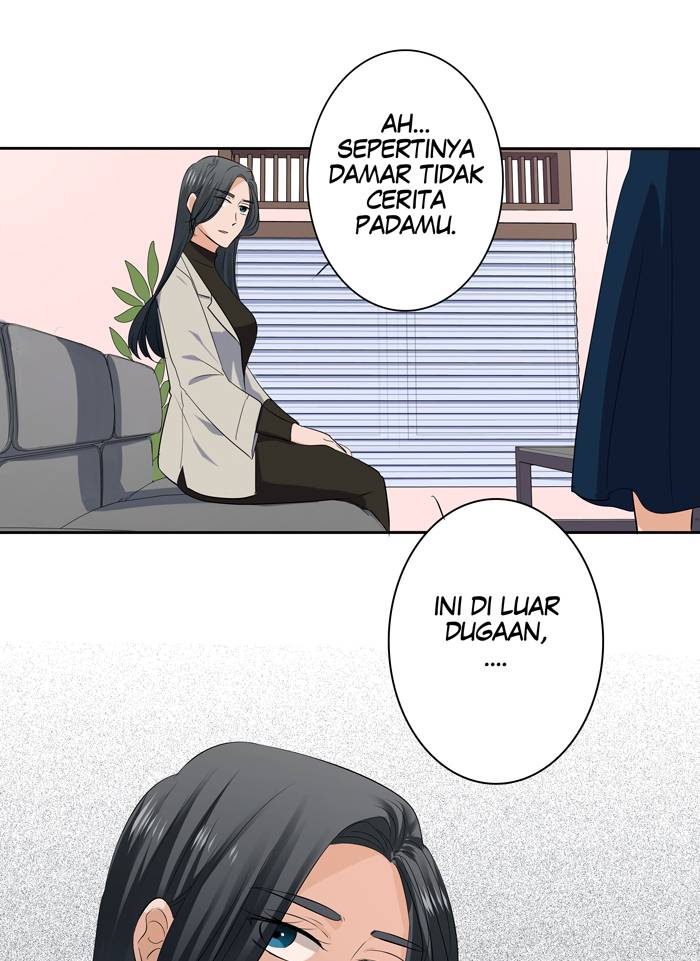 AH...
SEPERTINYA
DAMAR TIDAK
CERITA
PADAMU.
INI DI LUAR
DUGAAN,
....